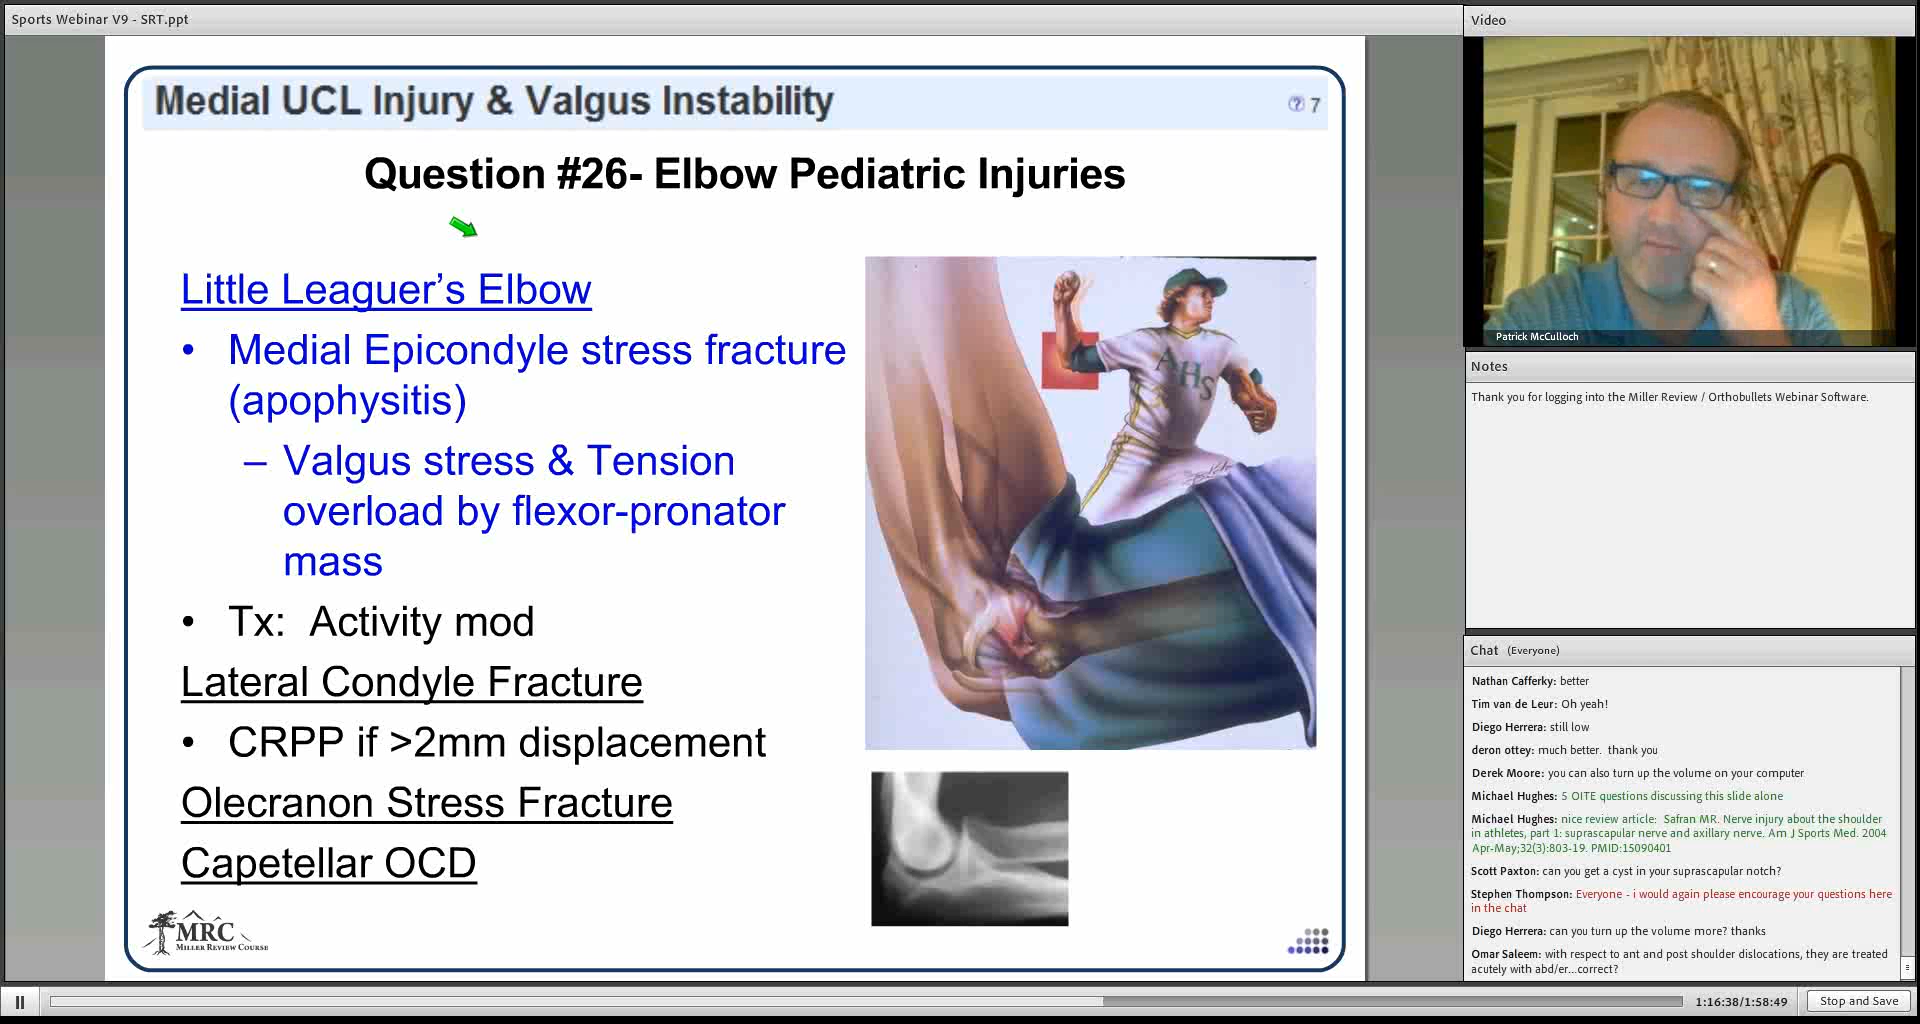 Sports Webinar V9 - SRT.ppt
Medial UCL Injury & Valgus Instability
7
Question #26- Elbow Pediatric Injuries
Little Leaguer's Elbow
• Medial Epicondyle stress fracture
(apophysitis)
– Valgus stress & Tension
overload by flexor-pronator
mass
• Tx: Activity mod
Lateral Condyle Fracture
• CRPP if >2mm displacement
Olecranon Stress Fracture
Capetellar OCD
AHS
MRC
MILLER REVIEW COURSE
Video
Patrick McCulloch
Notes
Thank you for logging into the Miller Review / Orthobullets Webinar Software.
Chat (Everyone)
Nathan Cafferky: better
Tim van de Leur: Oh yeah!
Diego Herrera: still low
deron ottey: much better. thank you
Derek Moore: you can also turn up the volume on your computer
Michael Hughes: 5 OITE questions discussing this slide alone
Michael Hughes: nice review article: Safran MR. Nerve injury about the shoulder
in athletes, part 1: suprascapular nerve and axillary nerve. Am J Sports Med. 2004
Apr-May;32(3):803-19. PMID:15090401
Scott Paxton: can you get a cyst in your suprascapular notch?
Stephen Thompson: Everyone - i would again please encourage your questions here
in the chat
Diego Herrera: can you turn up the volume more? thanks
Omar Saleem: with respect to ant and post shoulder dislocations, they are treated
acutely with abd/er...correct?
1:16:38/1:58:49
Stop and Save